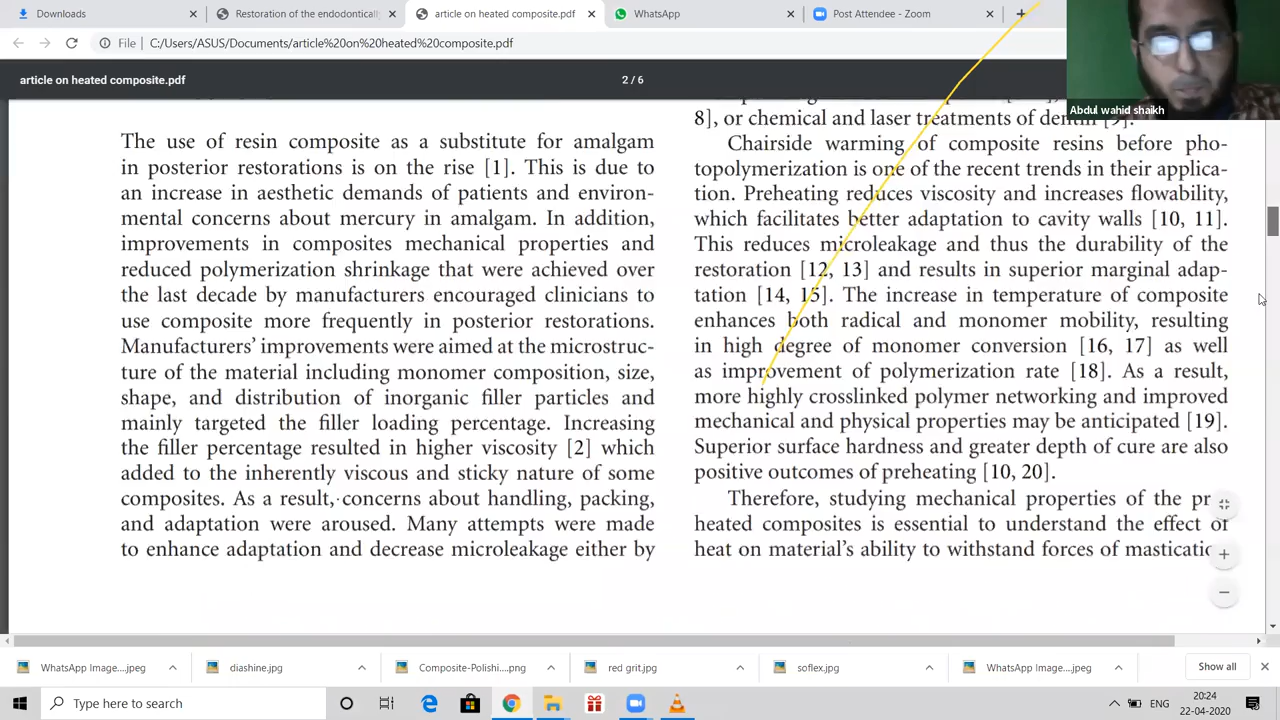 Downloads
Restoration of the endodontically
article on heated composite.pdf
WhatsApp
Post Attendee - Zoom
File
C:/Users/ASUS/Documents/article%20on%20heated%20composite.pdf
article on heated composite.pdf
2 / 6
Abdul wahid shaikh
The use of resin composite as a substitute for amalgam
in posterior restorations is on the rise [1]. This is due to
an increase in aesthetic demands of patients and environ-
mental concerns about mercury in amalgam. In addition,
improvements in composites mechanical properties and
reduced polymerization shrinkage that were achieved over
the last decade by manufacturers encouraged clinicians to
use composite more frequently in posterior restorations.
Manufacturers' improvements were aimed at the microstruc-
ture of the material including monomer composition, size,
shape, and distribution of inorganic filler particles and
mainly targeted the filler loading percentage. Increasing
the filler percentage resulted in higher viscosity [2] which
added to the inherently viscous and sticky nature of some
composites. As a result, concerns about handling, packing,
and adaptation were aroused. Many attempts were made
to enhance adaptation and decrease microleakage either by
8], or chemical and laser treatments of dentin [9].
Chairside warming of composite resins before pho-
topolymerization is one of the recent trends in their applica-
tion. Preheating reduces viscosity and increases flowability,
which facilitates better adaptation to cavity walls [10, 11].
This reduces microleakage and thus the durability of the
restoration [12, 13] and results in superior marginal adap-
tation [14, 15]. The increase in temperature of composite
enhances both radical and monomer mobility, resulting
in high degree of monomer conversion [16, 17] as well
as improvement of polymerization rate [18]. As a result,
more highly crosslinked polymer networking and improved
mechanical and physical properties may be anticipated [19].
Superior surface hardness and greater depth of cure are also
positive outcomes of preheating [10, 20].
Therefore, studying mechanical properties of the pre
heated composites is essential to understand the effect of
heat on material's ability to withstand forces of mastication
WhatsApp Image....jpeg
diashine.jpg
Composite-Polishi....png
red grit.jpg
soflex.jpg
WhatsApp Image....jpeg
Show all
Type here to search
ENG
20:24
22-04-2020